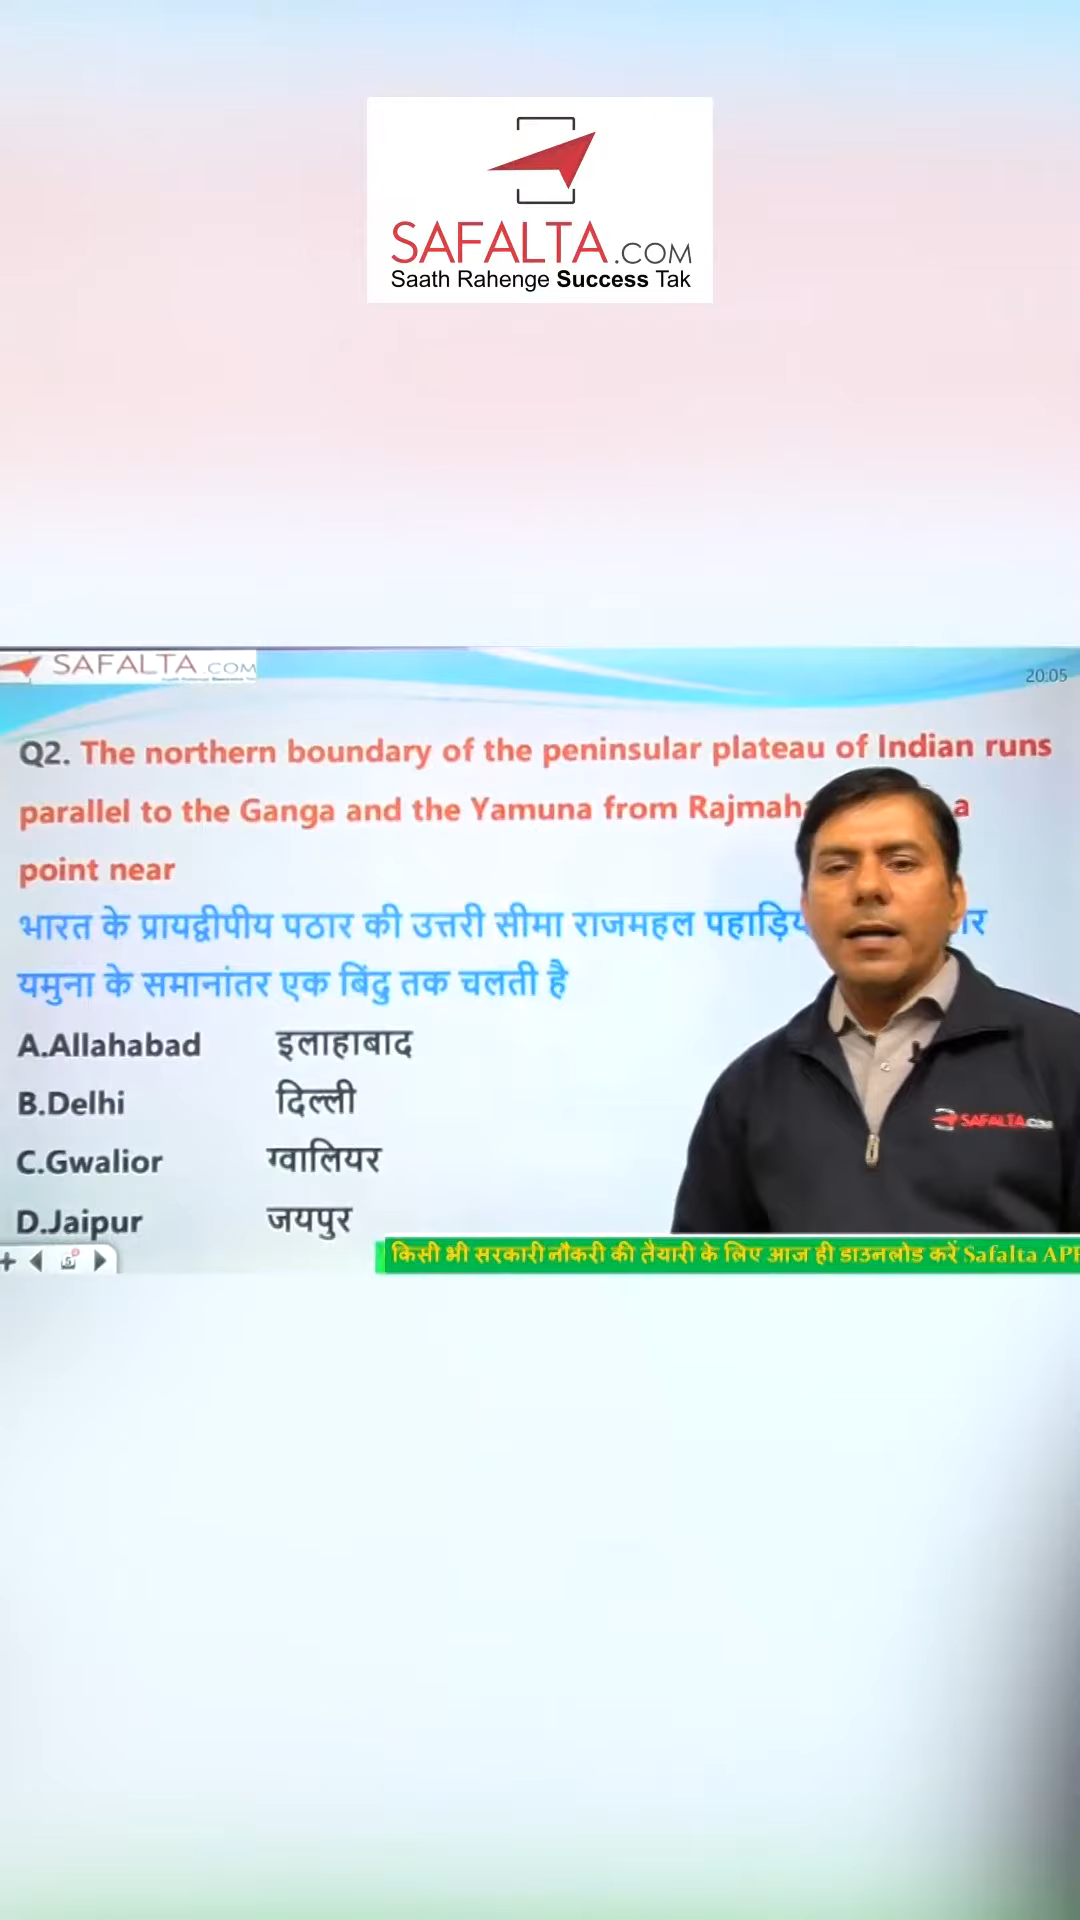 SAFALTA.COM
Saath Rahenge Success Tak
SAFALTA.COM
20:05
Q2. The northern boundary of the peninsular plateau of Indian runs
parallel to the Ganga and the Yamuna from a
point near
भारत के प्रायद्वीपीय पठार की उत्तरी सीमा राजमहल
यमुना के समानांतर एक बिंदु तक चलती है
A.Allahabad इलाहाबाद
B.Delhi दिल्ली
C.Gwalior ग्वालियर
D.Jaipur जयपुर
SAFALTA.COM
किसी भी सरकारी नौकरी की तैयारी के लिए आज ही डाउनलोड करें Safalta